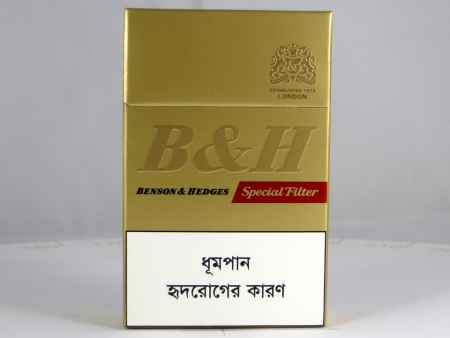 ESTABLISHED 1873
LONDON
B&H
BENSON & HEDGES Special Filter
ধূমপান
হৃদরোগের কারণ